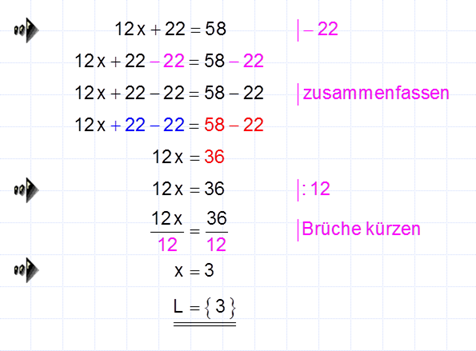 12x + 22 = 58 | – 22
12x + 22 – 22 = 58 – 22
12x + 22 – 22 = 58 – 22 | zusammenfassen
12x + 22 – 22 = 58 – 22
12x = 36
12x = 36 | : 12
12x/12 = 36/12 | Brüche kürzen
x = 3
L = {3}